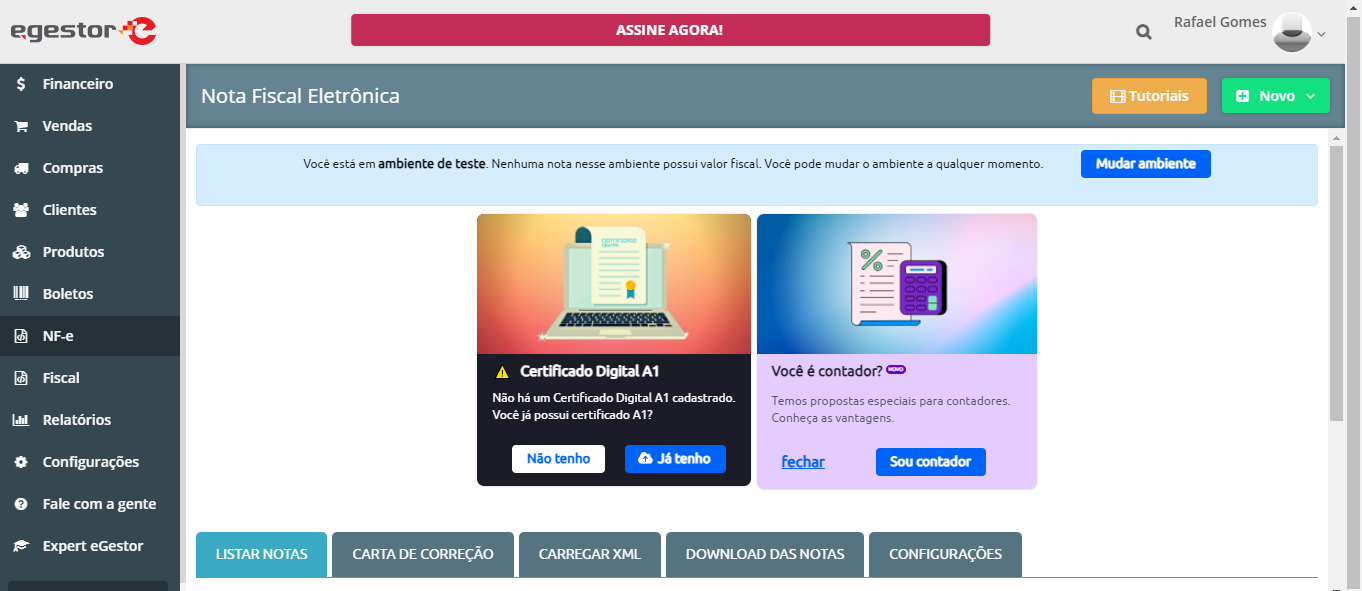 egestor
ASSINE AGORA!
Rafael Gomes
Financeiro
Vendas
Compras
Clientes
Produtos
Boletos
NF-e
Fiscal
Relatórios
Configurações
Fale com a gente
Expert eGestor
Nota Fiscal Eletrônica
Tutoriais
Novo
Você está em ambiente de teste. Nenhuma nota nesse ambiente possui valor fiscal. Você pode mudar o ambiente a qualquer momento.
Mudar ambiente
CERTIFICADO
DIGITAL
Certificado Digital A1
Não há um Certificado Digital A1 cadastrado.
Você já possui certificado A1?
Não tenho
Já tenho
%
Você é contador? NOVO
Temos propostas especiais para contadores.
Conheça as vantagens.
fechar
Sou contador
LISTAR NOTAS
CARTA DE CORREÇÃO
CARREGAR XML
DOWNLOAD DAS NOTAS
CONFIGURAÇÕES